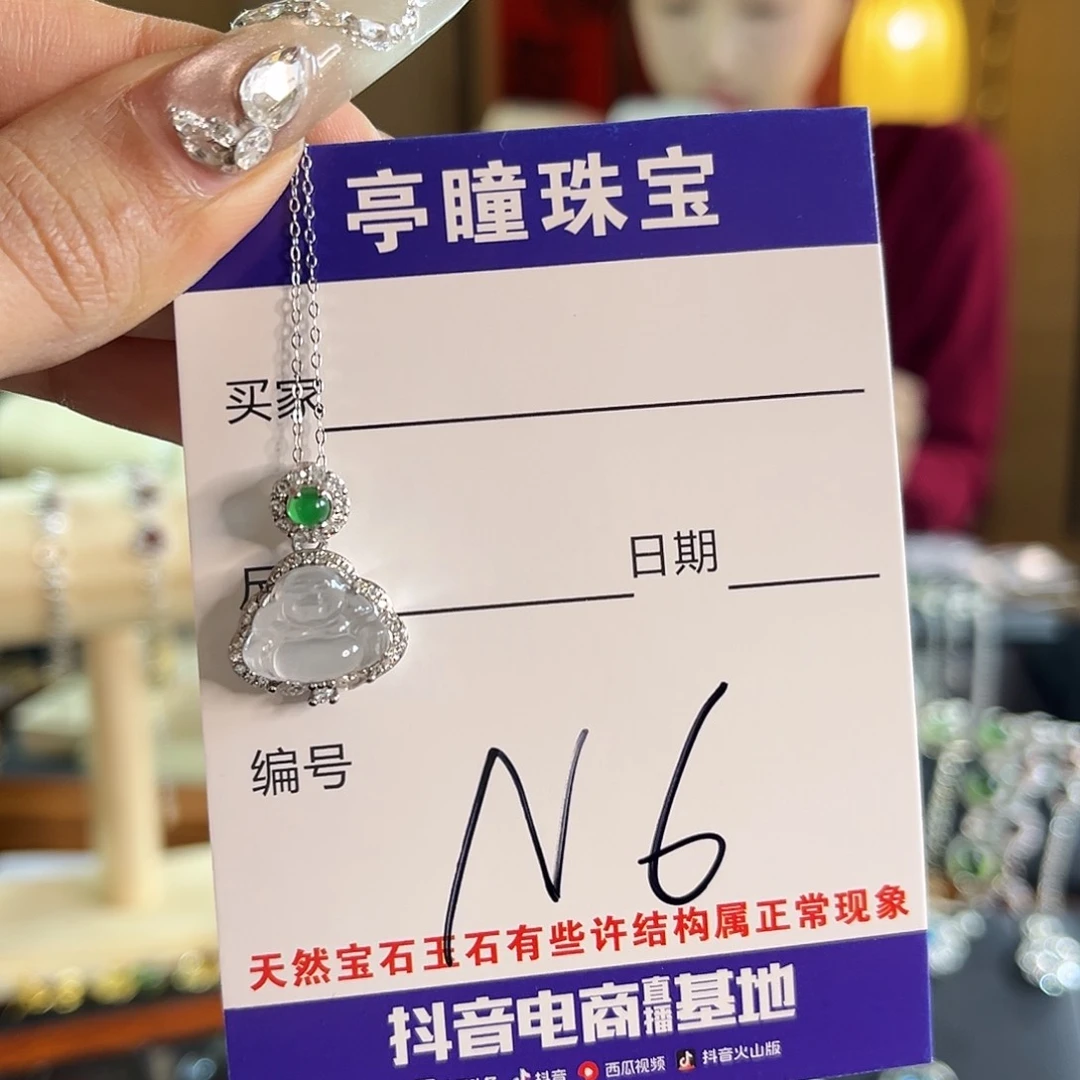 亭瞳珠宝
买家
日期
编号 N6
天然宝石玉石有些许结构属正常现象
抖音电商直播基地
抖音 西瓜视频 抖音火山版